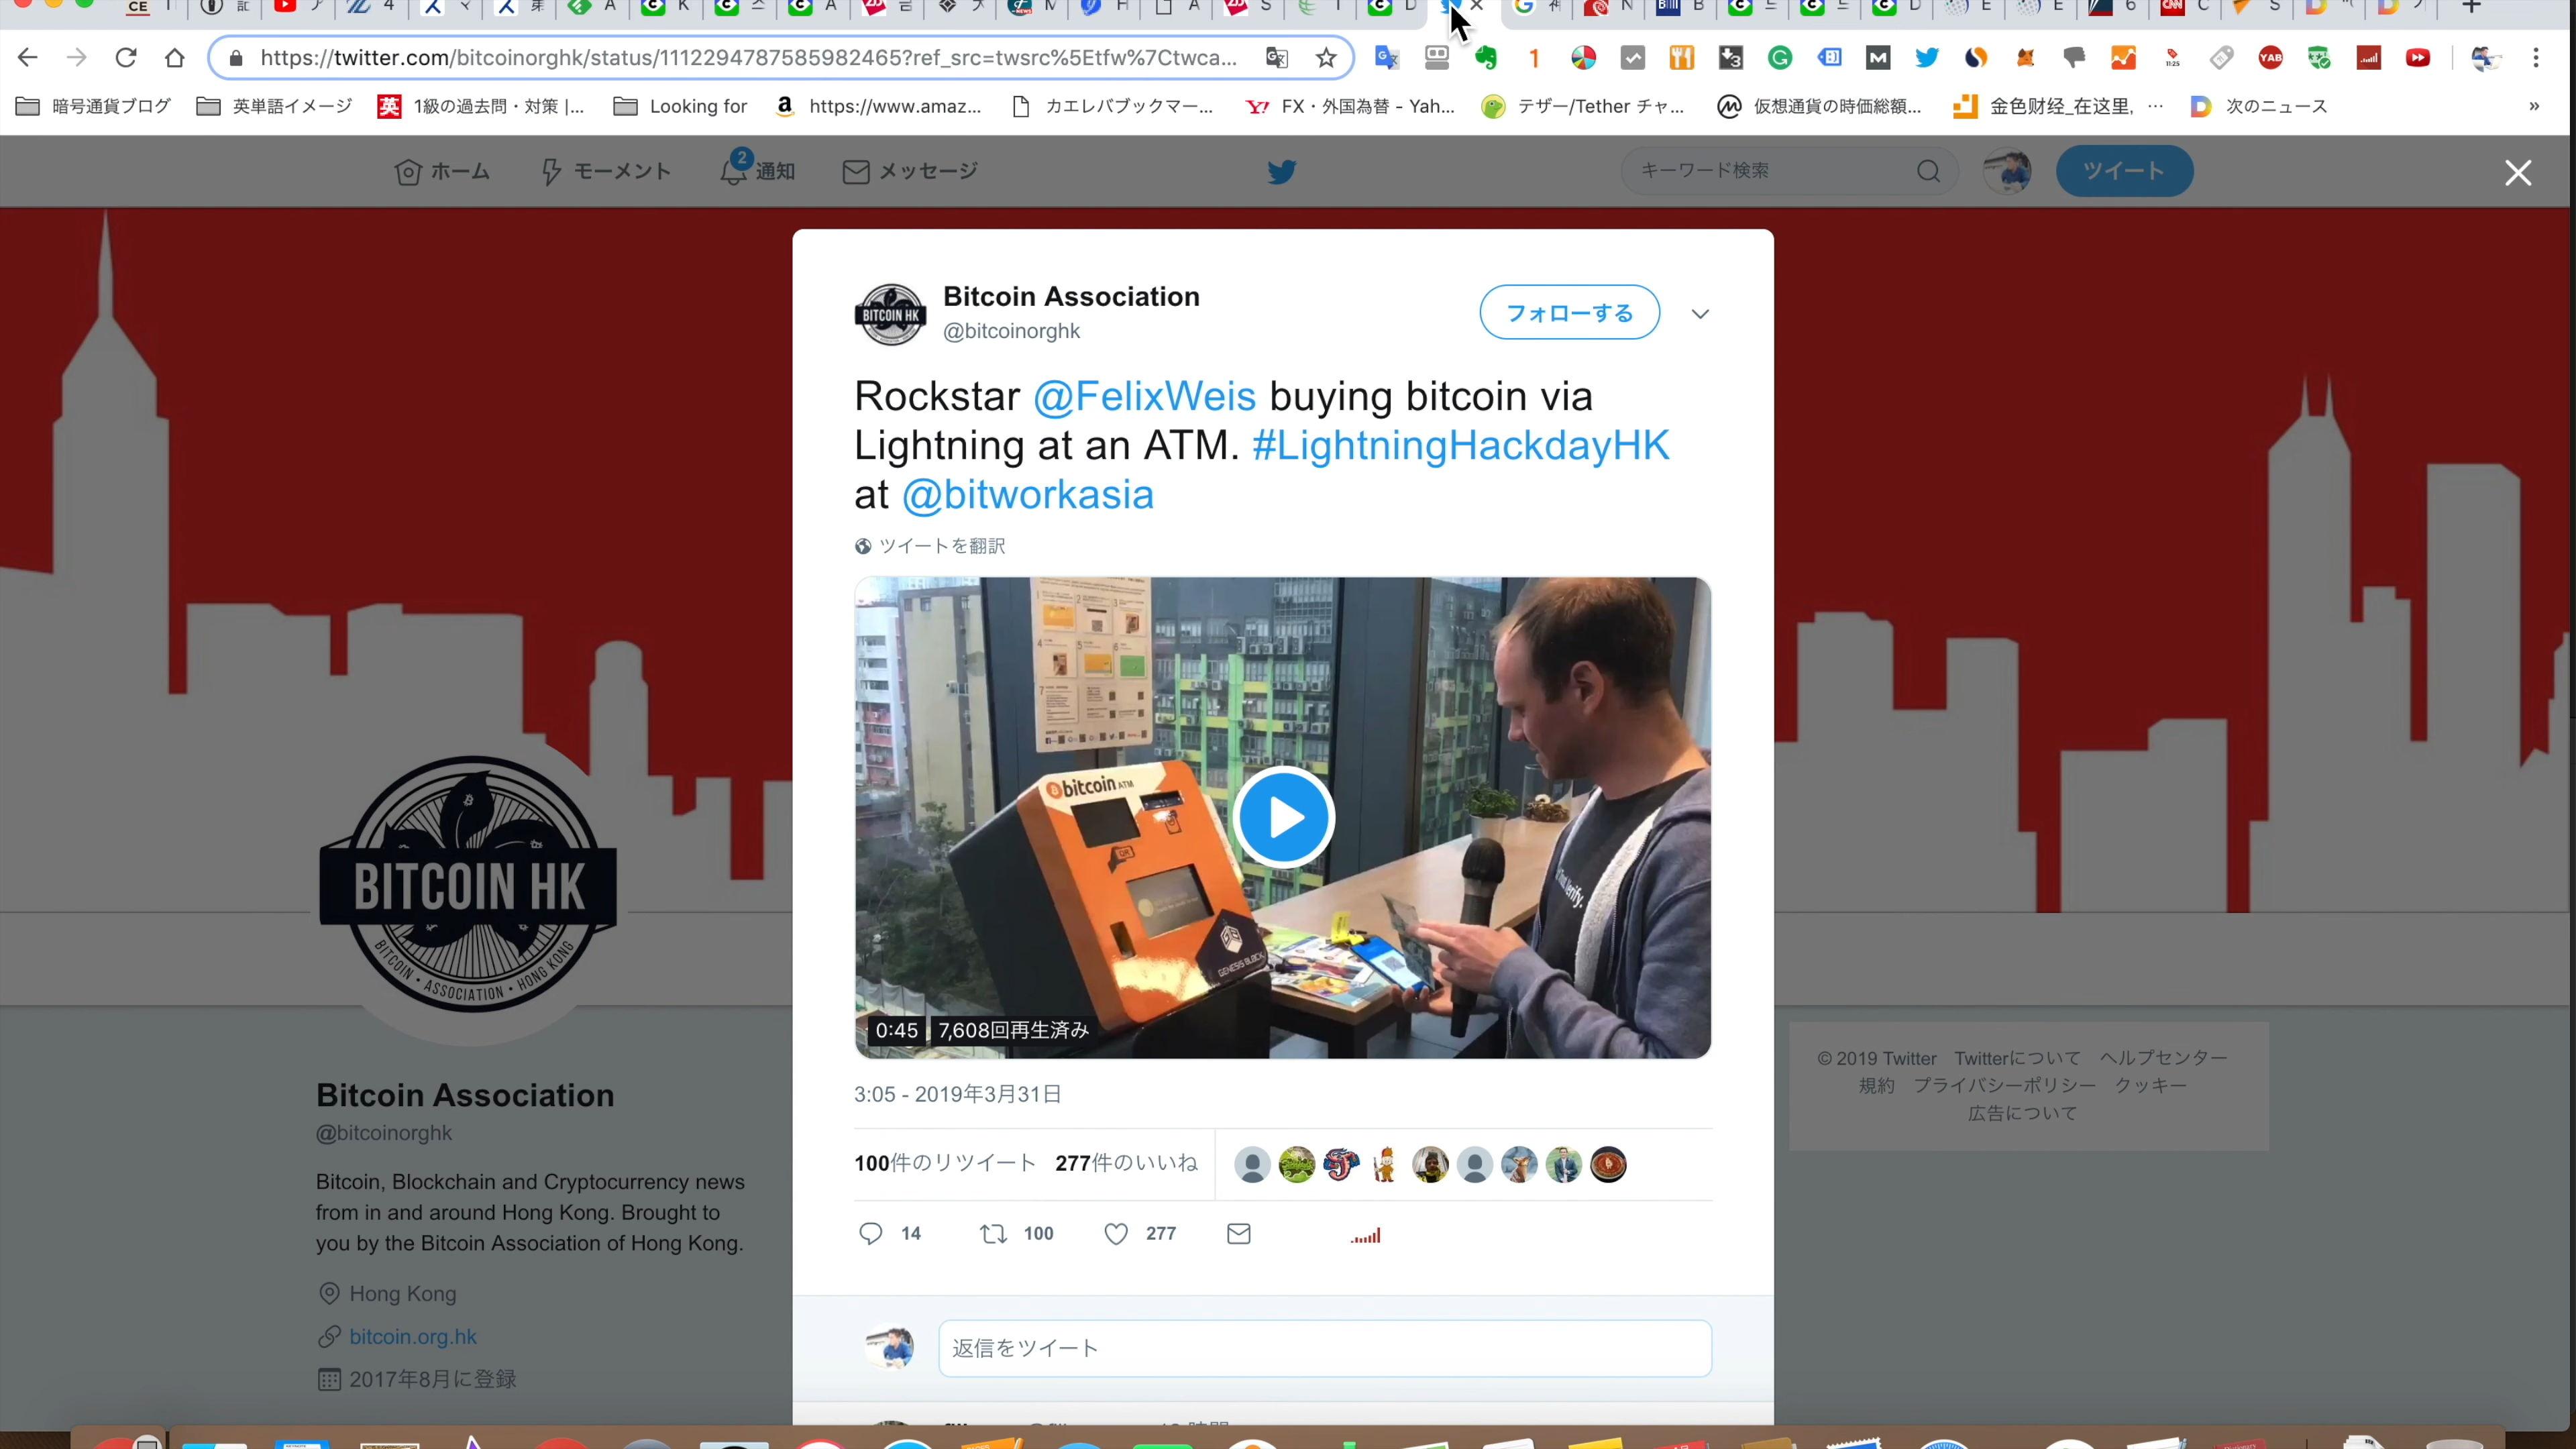 https://twitter.com/bitcoinorghk/status/1112294787585982465?ref_src=twsrc%5Etfw%7Ctwca...
暗号通貨ブログ
英単語イメージ
1級の過去問・対策 |...
Looking for
https://www.amaz...
カエレバブックマー...
FX・外国為替 - Yah...
テザー/Tether チャ...
仮想通貨の時価総額...
金色财经_在这里, ...
次のニュース
»
ホーム
モーメント
2
通知
メッセージ
キーワード検索
ツイート
BITCOIN HK
Bitcoin Association
@bitcoinorghk
フォローする
Rockstar @FelixWeis buying bitcoin via
Lightning at an ATM. #LightningHackdayHK
at @bitworkasia
ツイートを翻訳
bitcoin ATM
OR
GENESIS BLOCK
0:45
7,608回再生済み
3:05 - 2019年3月31日
100件のリツイート
277件のいいね
14
100
277
返信をツイート
BITCOIN HK
BITCOIN • ASSOCIATION • HONG KONG
Bitcoin Association
@bitcoinorghk
Bitcoin, Blockchain and Cryptocurrency news
from in and around Hong Kong. Brought to
you by the Bitcoin Association of Hong Kong.
Hong Kong
bitcoin.org.hk
2017年8月に登録
© 2019 Twitter Twitterについて ヘルプセンター
規約 プライバシーポリシー クッキー
広告について